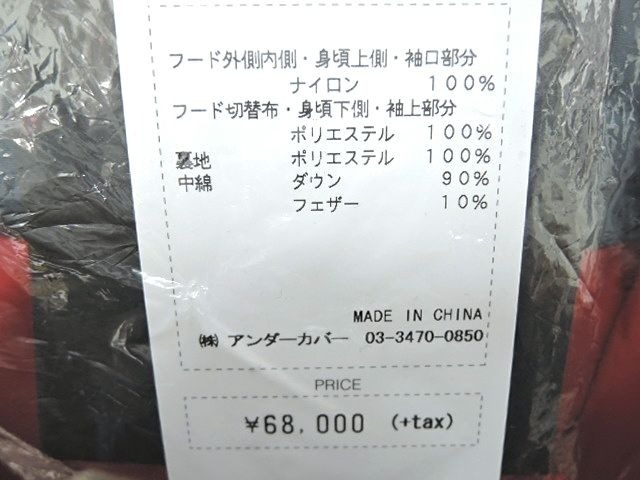 フード外側内側・身頃上側・袖口部分
ナイロン 100%
フード切替布・身頃下側・袖上部分
ポリエステル 100%
裏地 ポリエステル 100%
中綿 ダウン 90%
フェザー 10%
MADE IN CHINA
㈱ アンダーカバー 03-3470-0850
PRICE
¥68,000 (+tax)